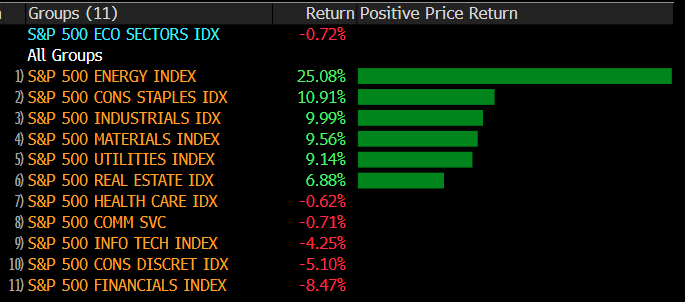 Groups (11) Return Positive Price Return
S&P 500 ECO SECTORS IDX -0.72%
All Groups
1) S&P 500 ENERGY INDEX 25.08%
2) S&P 500 CONS STAPLES IDX 10.91%
3) S&P 500 INDUSTRIALS IDX 9.99%
4) S&P 500 MATERIALS INDEX 9.56%
5) S&P 500 UTILITIES INDEX 9.14%
6) S&P 500 REAL ESTATE IDX 6.88%
7) S&P 500 HEALTH CARE IDX -0.62%
8) S&P 500 COMM SVC -0.71%
9) S&P 500 INFO TECH INDEX -4.25%
10) S&P 500 CONS DISCRET IDX -5.10%
11) S&P 500 FINANCIALS INDEX -8.47%